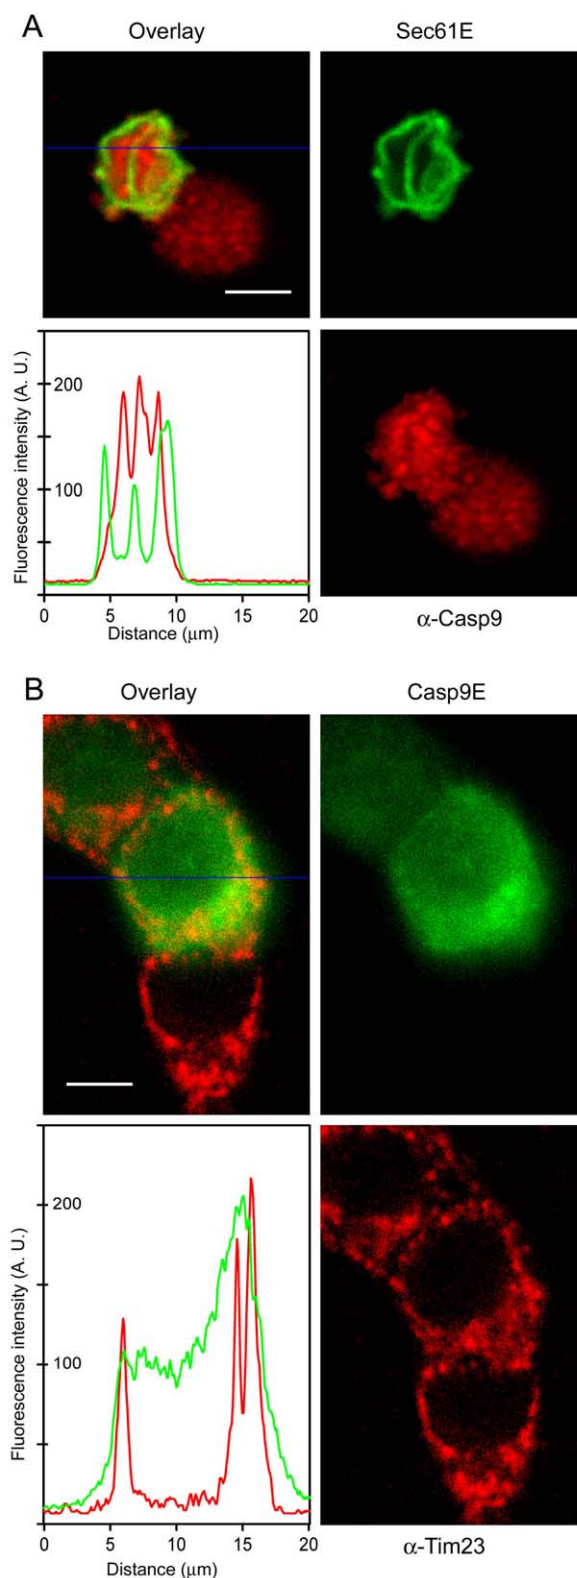 A
Overlay Sec61E
Fluorescence intensity (A. U.)
200
100
0 5 10 15 20
Distance (μm)
α-Casp9
B
Overlay Casp9E
Fluorescence intensity (A. U.)
200
100
0 5 10 15 20
Distance (μm)
α-Tim23